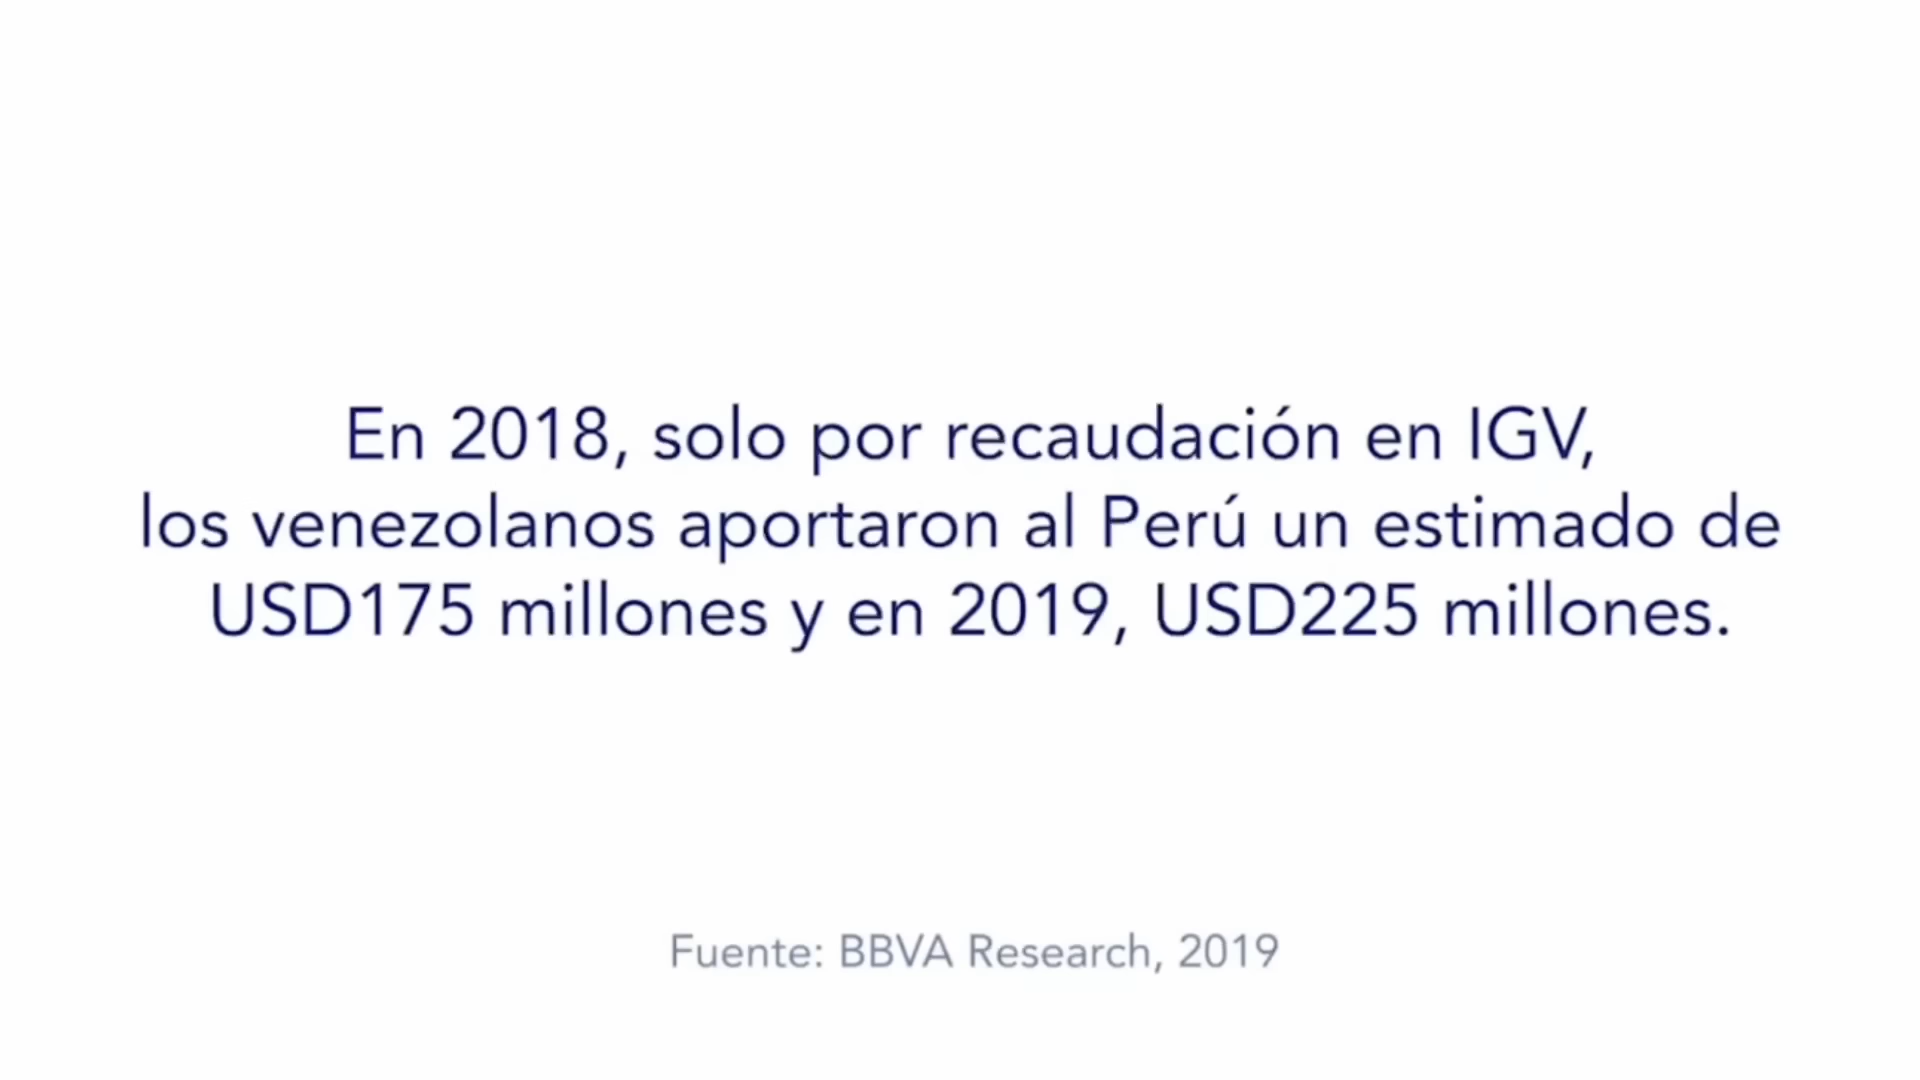 En 2018, solo por recaudación en IGV,
los venezolanos aportaron al Perú un estimado de
USD175 millones y en 2019, USD225 millones.
Fuente: BBVA Research, 2019